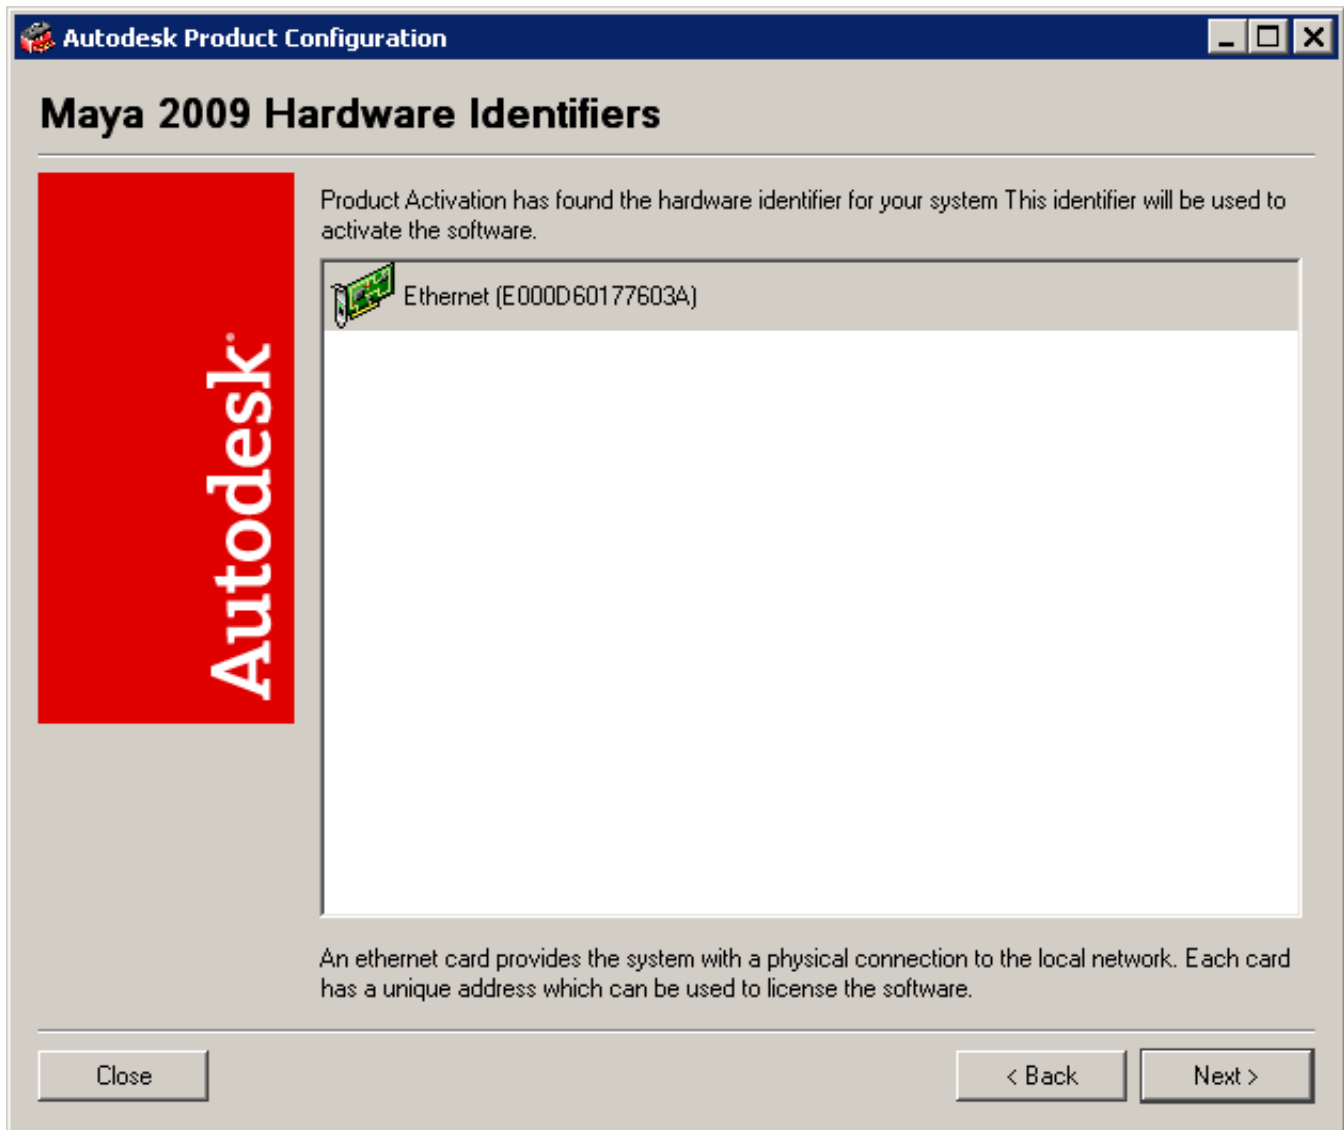 Autodesk Product Configuration
Maya 2009 Hardware Identifiers
Autodesk
Product Activation has found the hardware identifier for your system This identifier will be used to
activate the software.
Ethernet (E000D60177603A)
An ethernet card provides the system with a physical connection to the local network. Each card
has a unique address which can be used to license the software.
Close
< Back
Next >